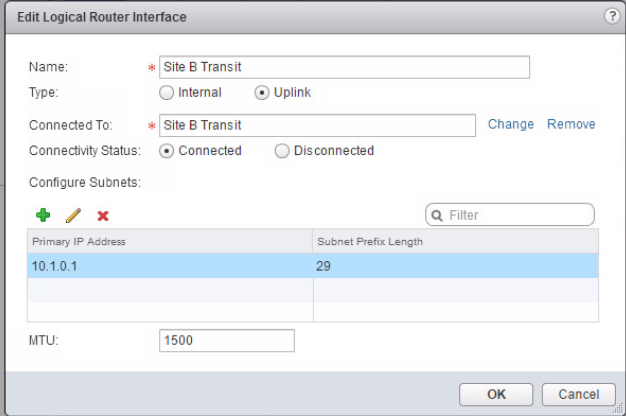 Edit Logical Router Interface ?
Name: * Site B Transit
Type: Internal Uplink
Connected To: * Site B Transit Change Remove
Connectivity Status: Connected Disconnected
Configure Subnets:
Filter
Primary IP Address Subnet Prefix Length
10.1.0.1 29
MTU: 1500
OK Cancel